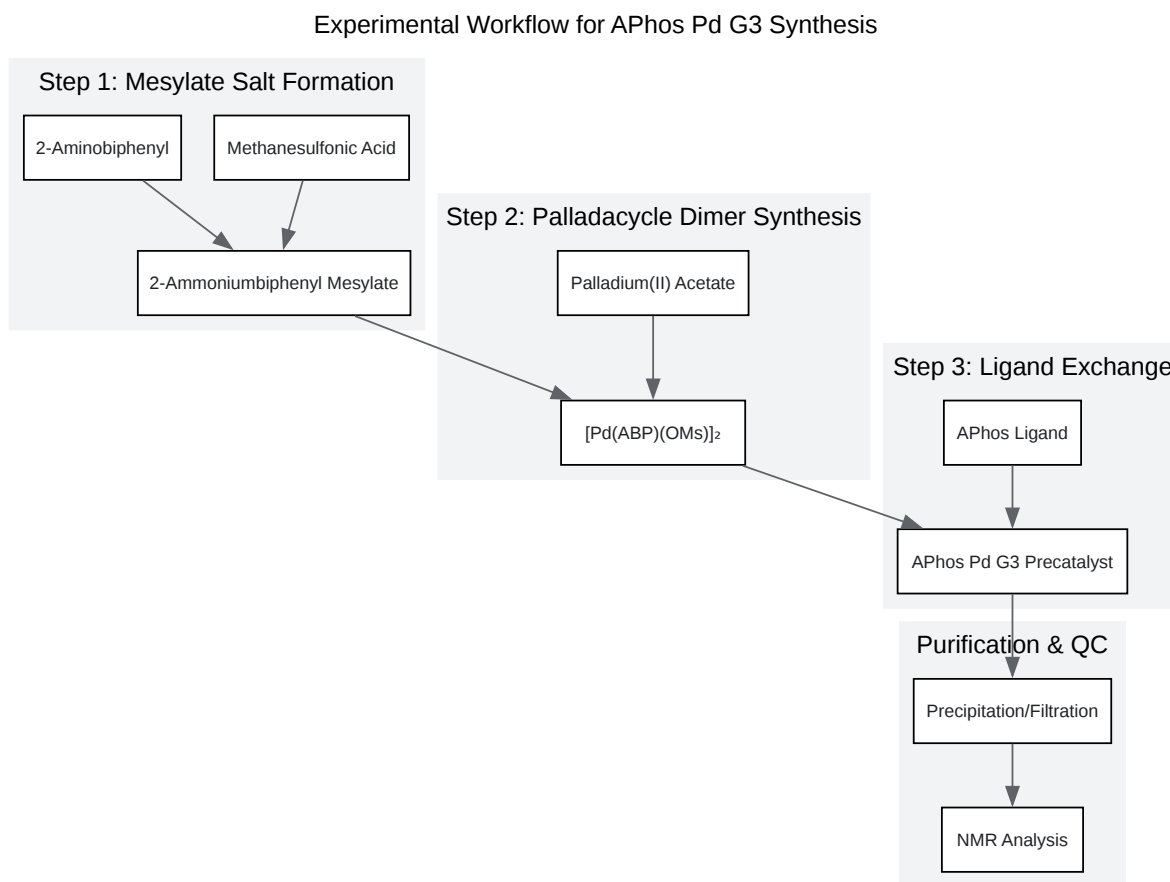 Experimental Workflow for APhos Pd G3 Synthesis
Step 1: Mesylate Salt Formation
2-Aminobiphenyl
Methanesulfonic Acid
2-Ammoniumbiphenyl Mesylate
Step 2: Palladacycle Dimer Synthesis
Palladium(II) Acetate
[Pd(ABP)(OMs)]₂
Step 3: Ligand Exchange
APhos Ligand
APhos Pd G3 Precatalyst
Purification & QC
Precipitation/Filtration
NMR Analysis